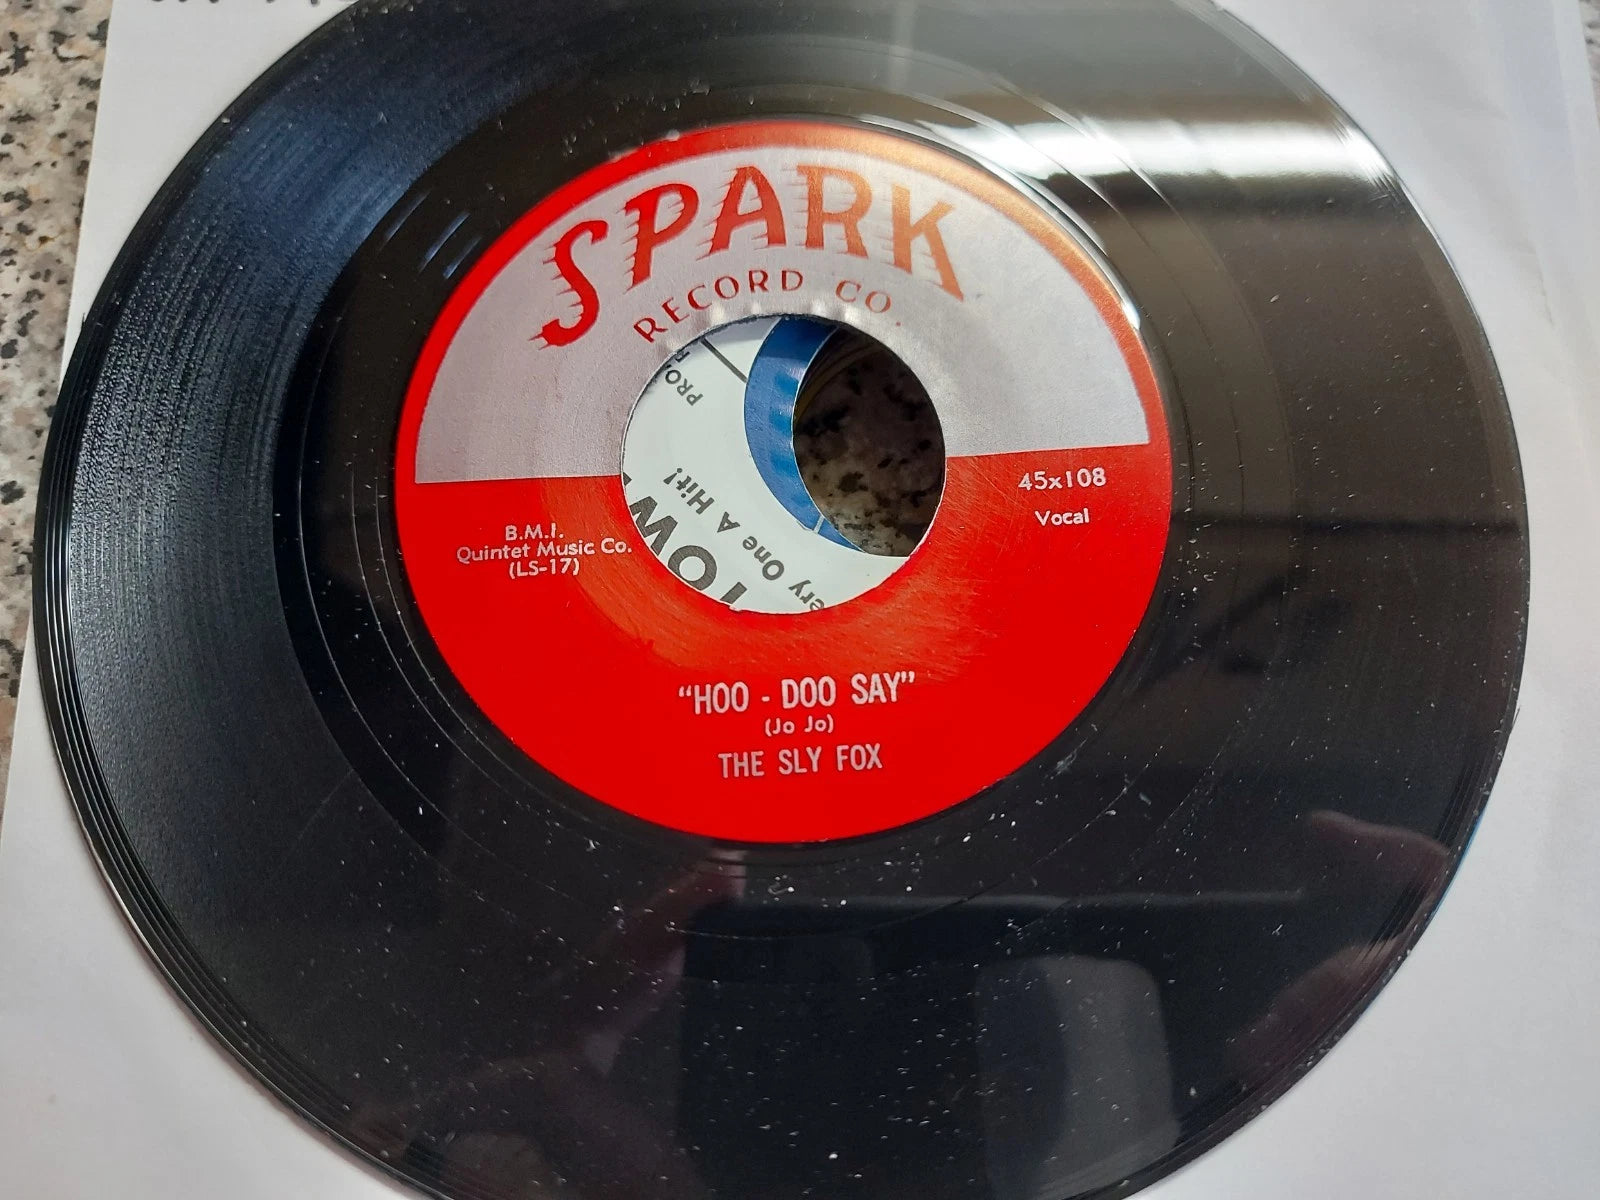 SPARK
RECORD CO.
45x108
Vocal
B.M.I.
Quintet Music Co.
(LS-17)
"HOO - DOO SAY"
(Jo Jo)
THE SLY FOX
One A Hit!